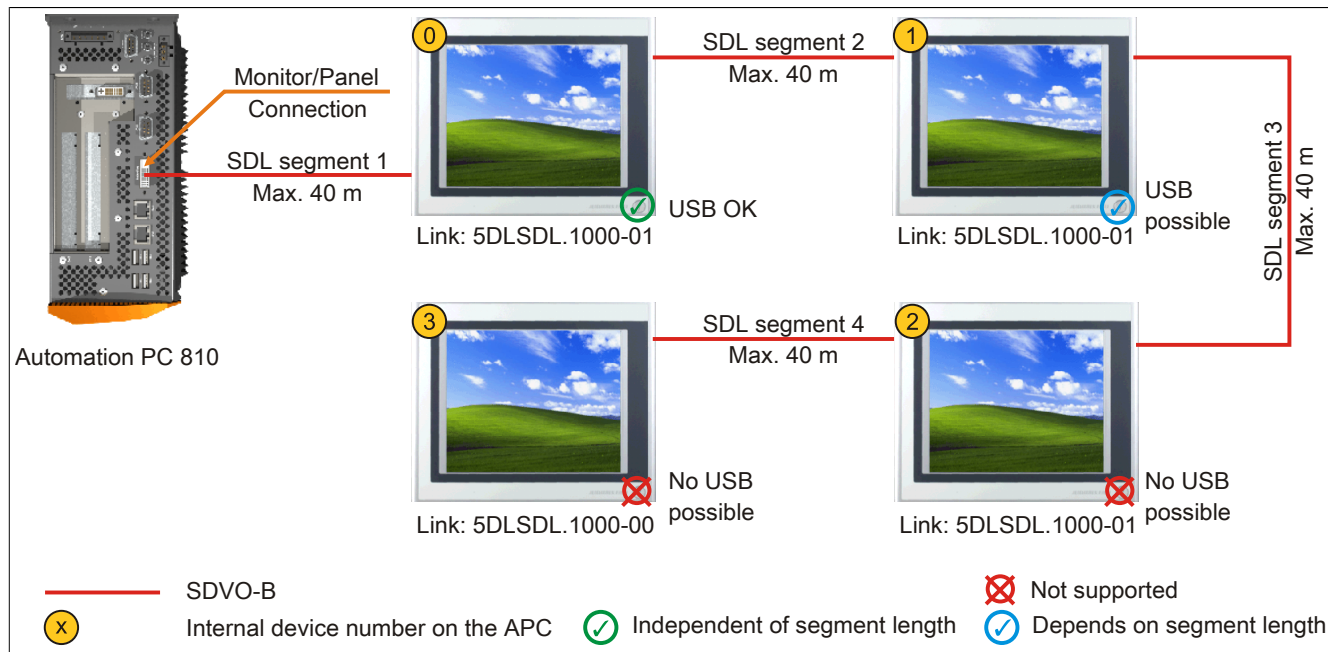 0
SDL segment 2
Max. 40 m
1
Monitor/Panel
Connection
SDL segment 1
Max. 40 m
SDL segment 3
Max. 40 m
USB OK
USB
possible
Link: 5DLSDL.1000-01
Link: 5DLSDL.1000-01
3
SDL segment 4
Max. 40 m
2
Automation PC 810
No USB
possible
No USB
possible
Link: 5DLSDL.1000-00
Link: 5DLSDL.1000-01
SDVO-B
Not supported
x
Internal device number on the APC
Independent of segment length
Depends on segment length